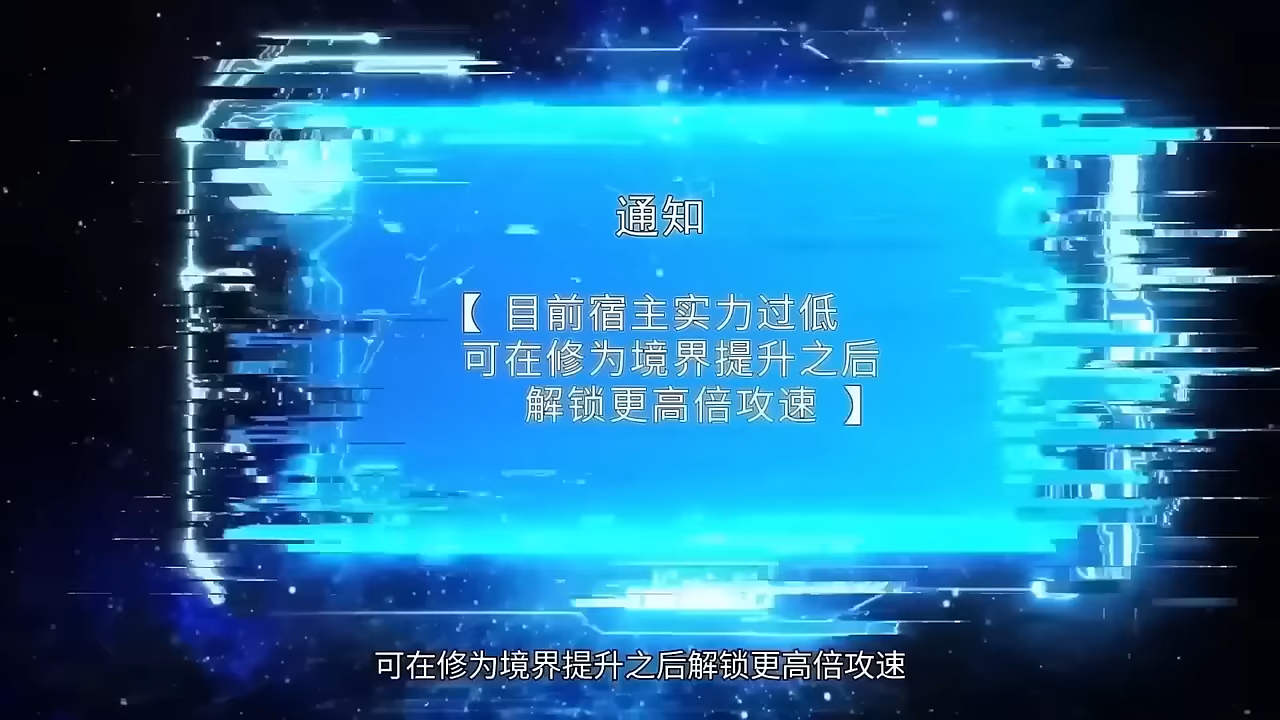 通知
【 目前宿主实力过低
可在修为境界提升之后
解锁更高倍攻速 】
可在修为境界提升之后解锁更高倍攻速